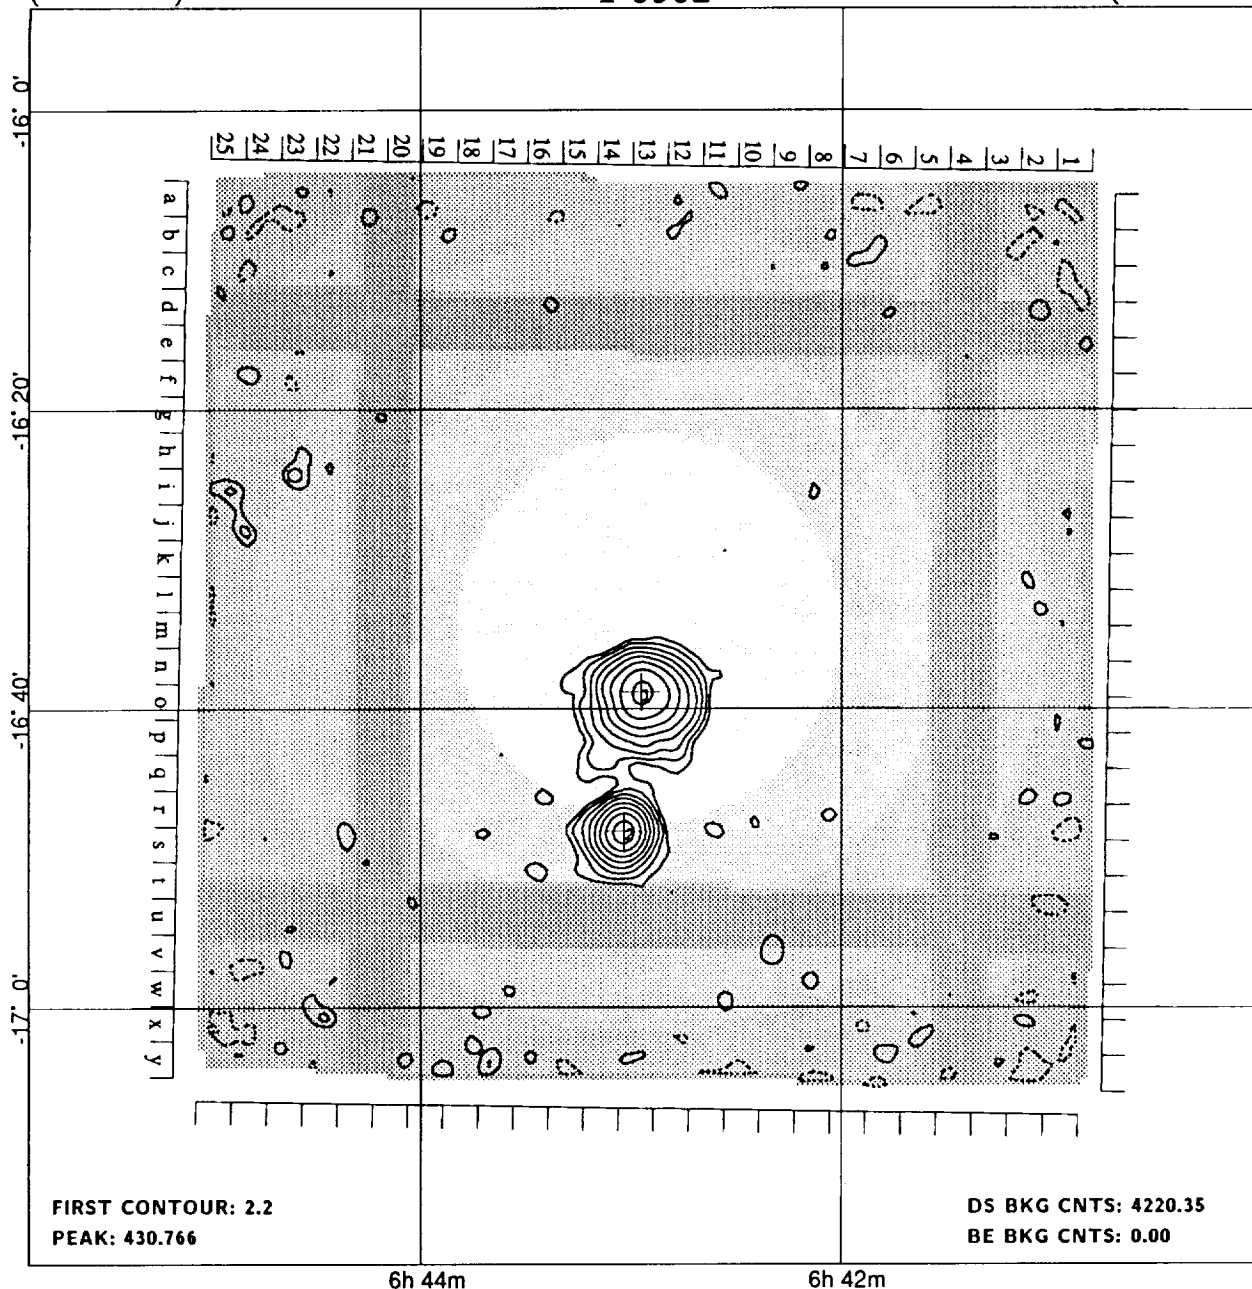 -16° 0'
25 24 23 22 21 20 19 18 17 16 15 14 13 12 11 10 9 8 7 6 5 4 3 2 1
a
b
c
d
e
f
-16° 20'
g
h
i
j
k
l
m
n
-16° 40'
o
p
q
r
2
s
t
u
v
w
-17° 0'
x
y
FIRST CONTOUR: 2.2
PEAK: 430.766
DS BKG CNTS: 4220.35
BE BKG CNTS: 0.00
6h 44m
6h 42m